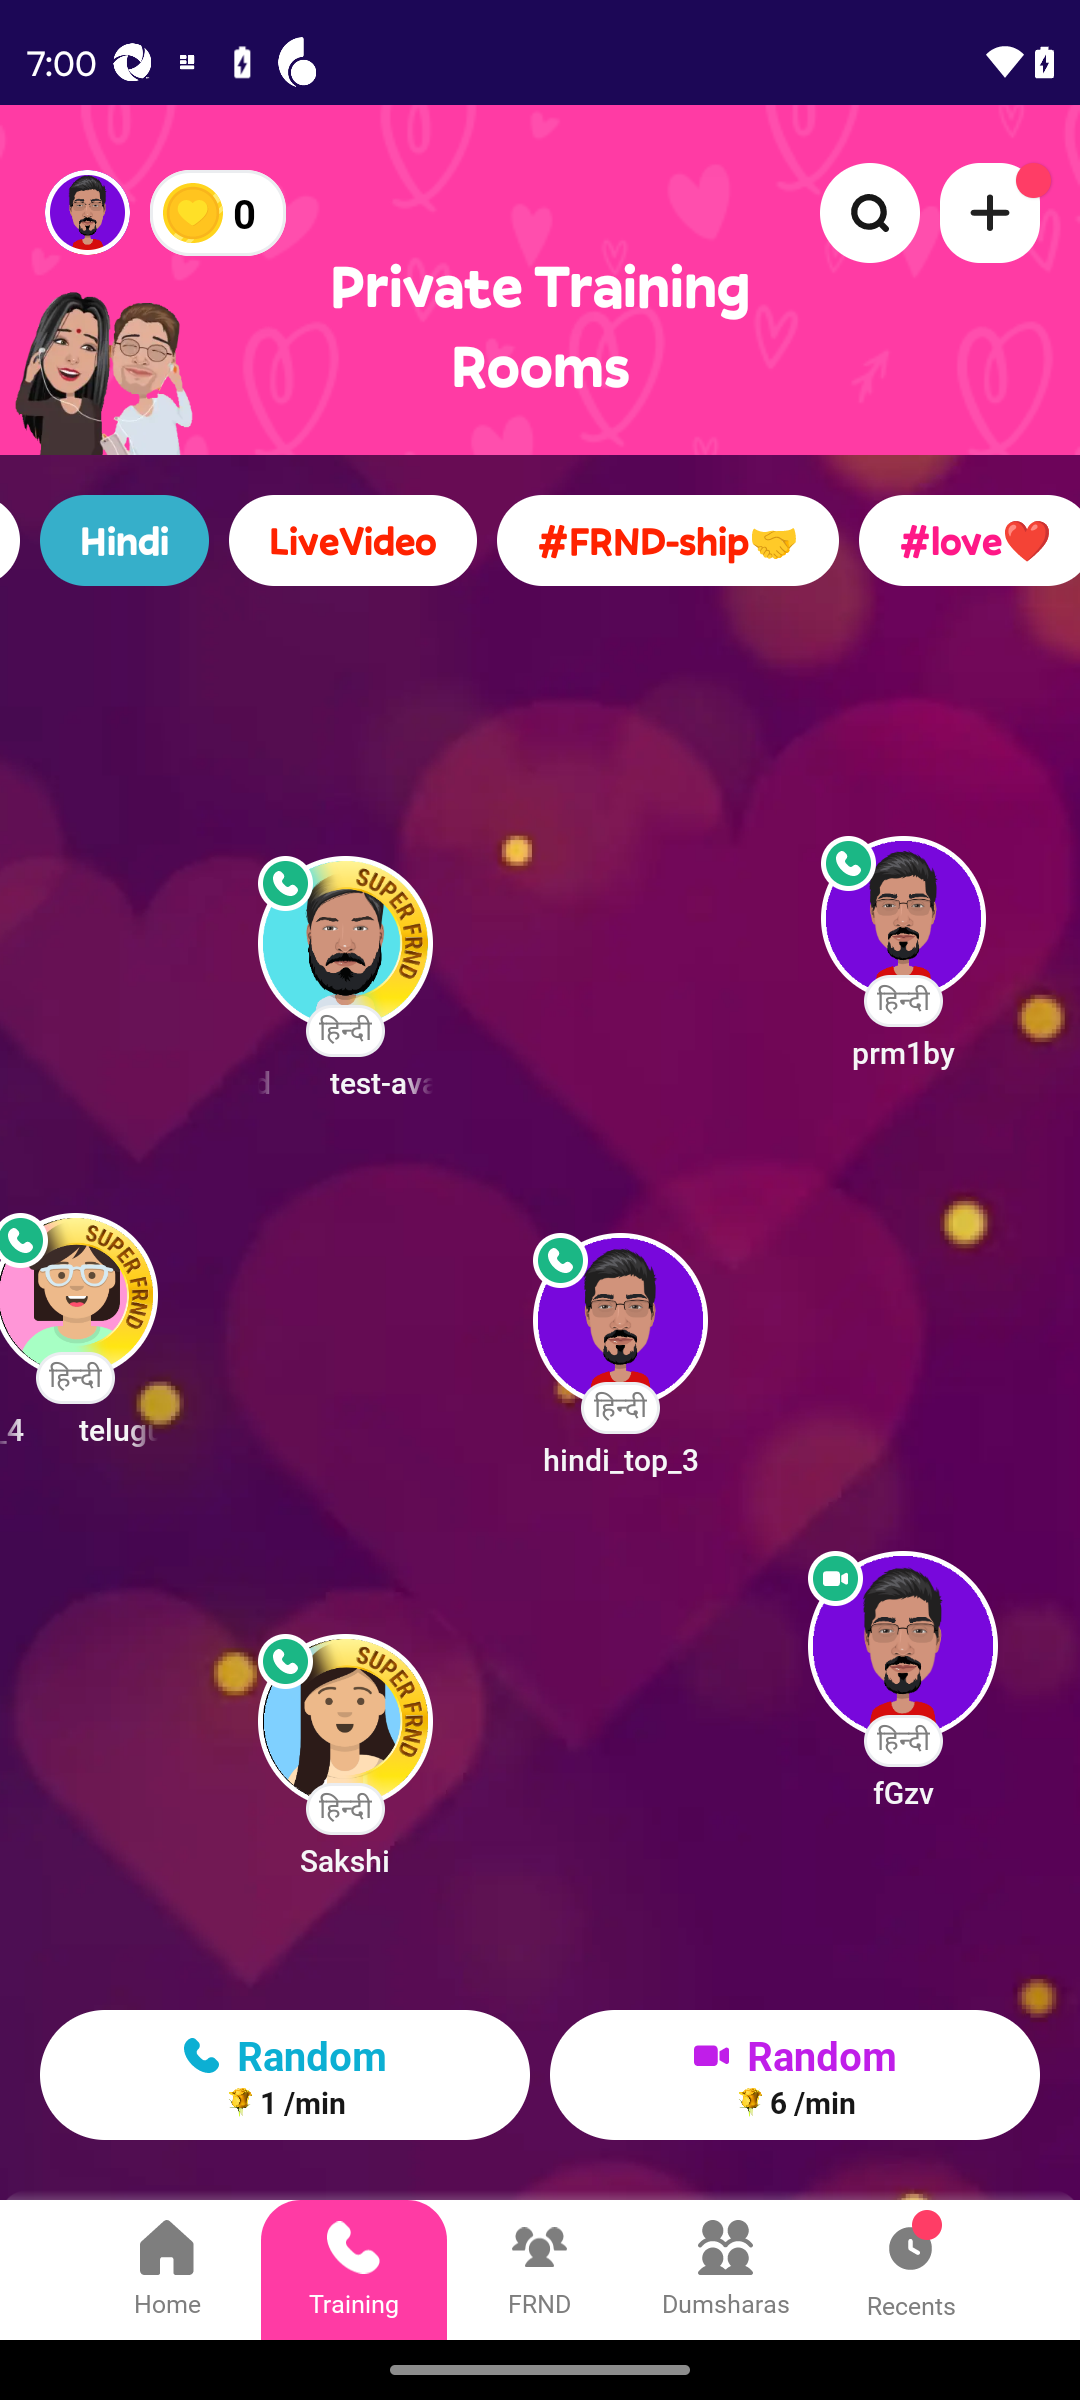 7:00
0
Private Training
Rooms
Hindi
LiveVideo
#FRND-ship🤝
#love❤️
SUPER FRND
हिन्दी
test-ava
हिन्दी
prm1by
SUPER FRND
हिन्दी
_4 telugu
हिन्दी
hindi_top_3
SUPER FRND
हिन्दी
Sakshi
हिन्दी
fGzv
Random
1 /min
Random
6 /min
Home
Training
FRND
Dumsharas
Recents